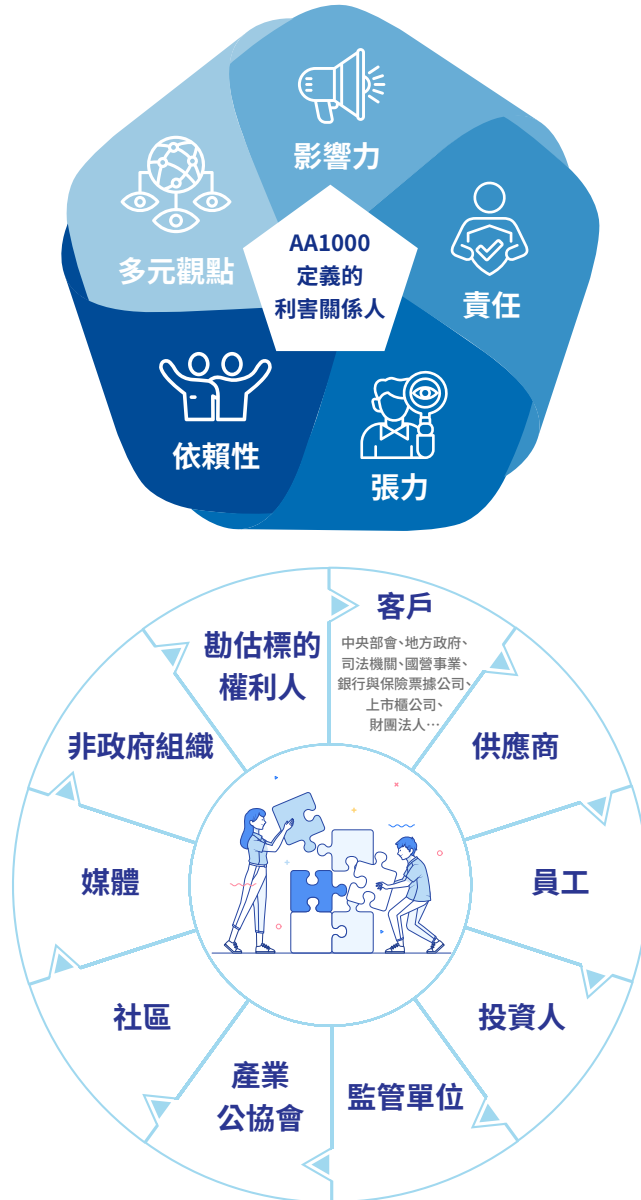 影響力
多元觀點
AA1000
定義的
利害關係人
責任
依賴性
張力
客戶
中央部會、地方政府、
司法機關、國營事業、
銀行與保險票據公司、
上市櫃公司、
財團法人…
供應商
員工
投資人
監管單位
產業
公協會
社區
媒體
非政府組織
勘估標的
權利人